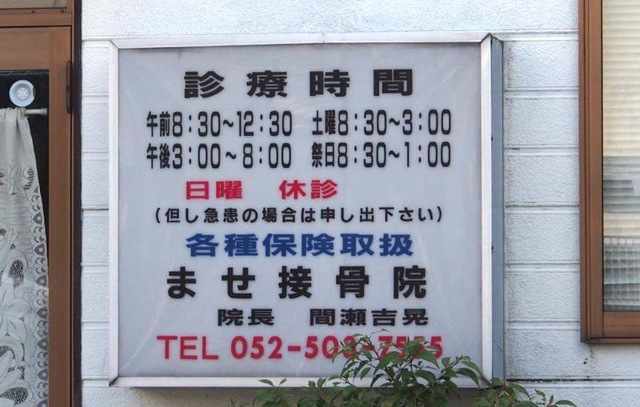 診療時間
午前8:30〜12:30 土曜8:30〜3:00
午後3:00〜8:00 祭日8:30〜1:00
日曜 休診
(但し急患の場合は申し出下さい)
各種保険取扱
ませ接骨院
院長 間瀬吉晃
TEL